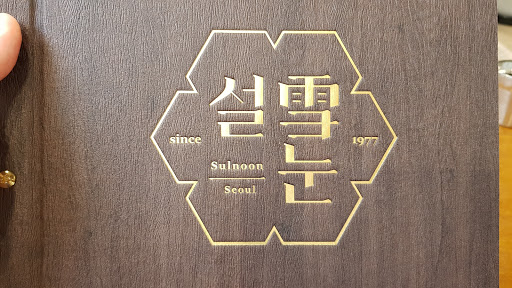 설 雪
눈
since 1977
Sulnoon
Seoul